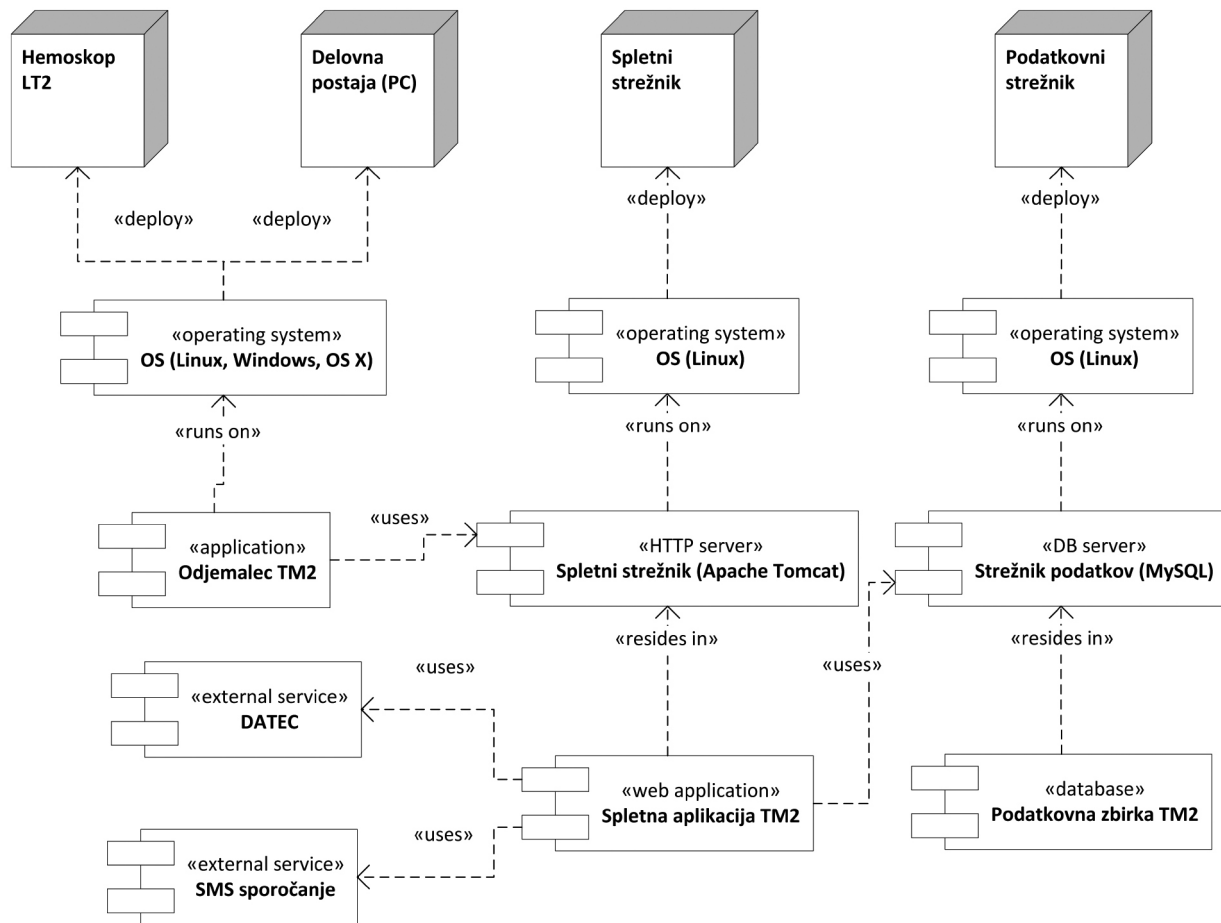 Hemoskop
LT2
Delovna
postaja (PC)
Spletni
strežnik
Podatkovni
strežnik
«deploy»
«deploy»
«deploy»
«deploy»
«operating system»
OS (Linux, Windows, OS X)
«operating system»
OS (Linux)
«operating system»
OS (Linux)
«runs on»
«runs on»
«runs on»
«application»
Odjemalec TM2
«uses»
«HTTP server»
Spletni strežnik (Apache Tomcat)
«DB server»
Strežnik podatkov (MySQL)
«resides in»
«uses»
«resides in»
«uses»
«external service»
DATEC
«web application»
Spletna aplikacija TM2
«database»
Podatkovna zbirka TM2
«uses»
«external service»
SMS sporočanje